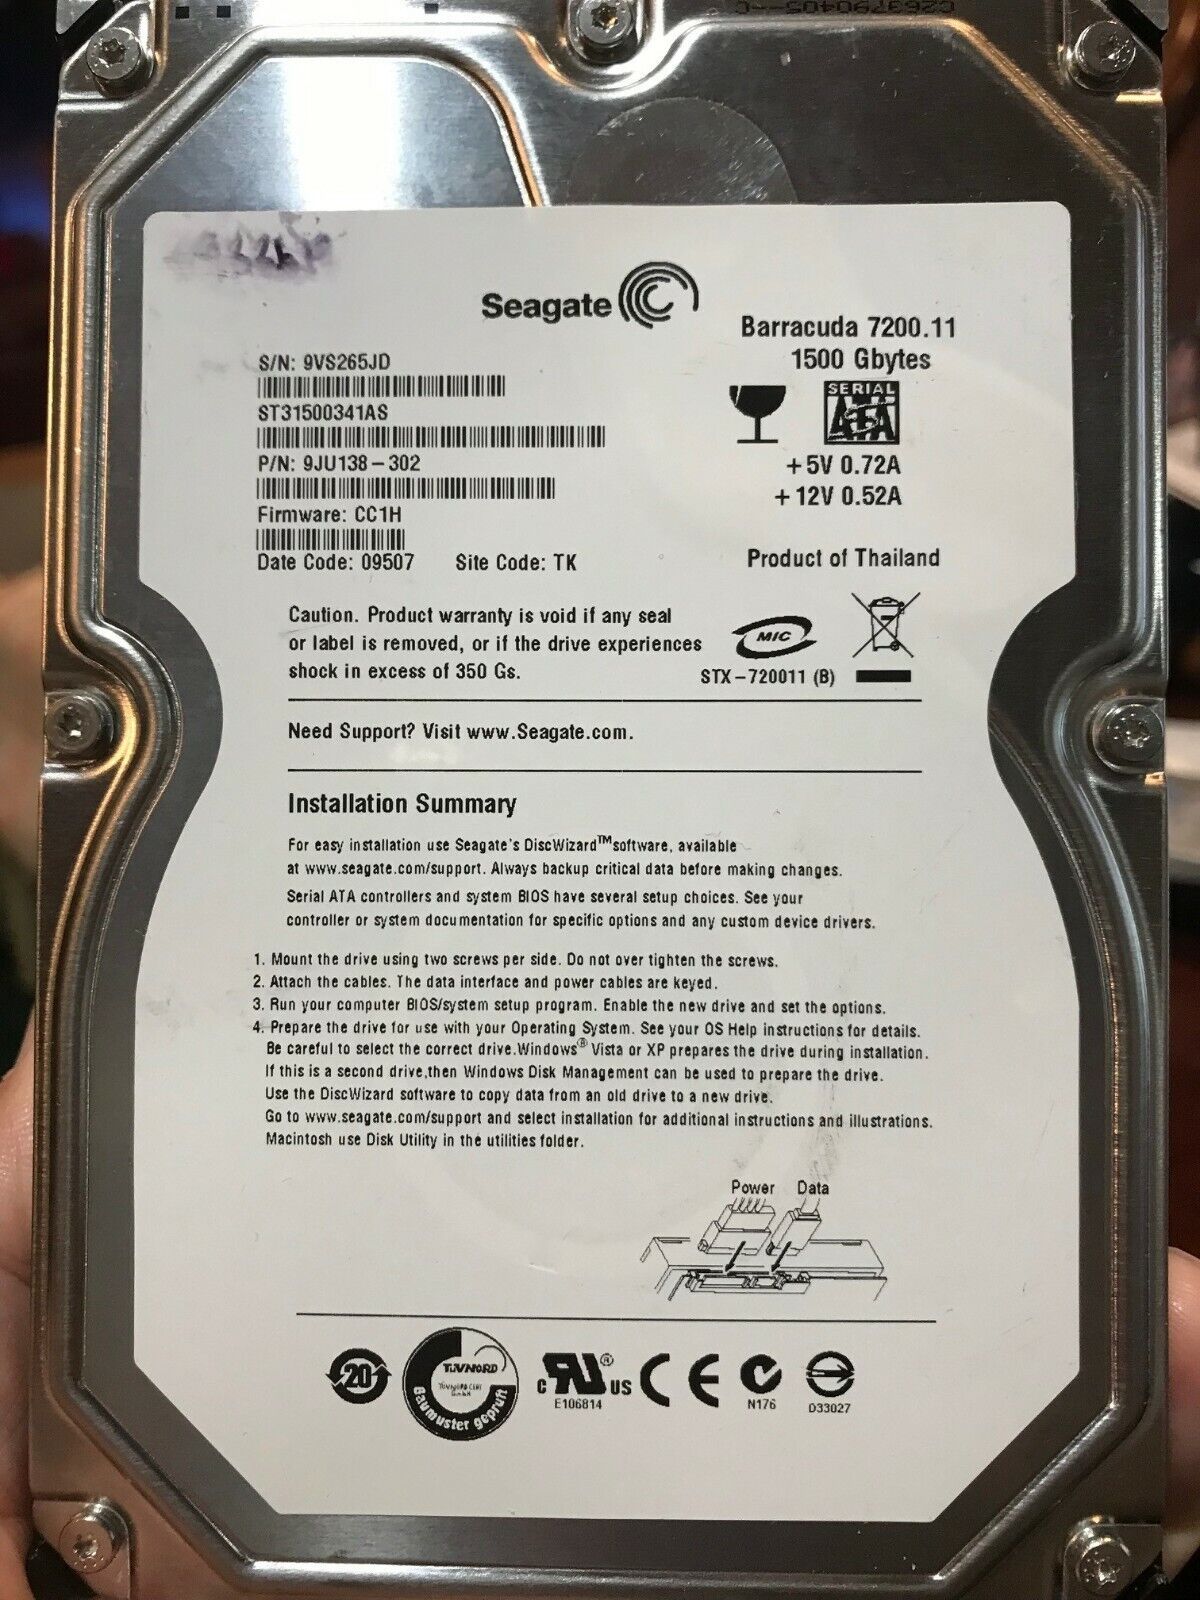 C263790405--C
Seagate
Barracuda 7200.11
1500 Gbytes
S/N: 9VS265JD
ST31500341AS
P/N: 9JU138-302
Firmware: CC1H
Date Code: 09507 Site Code: TK
SERIAL
ATA
+5V 0.72A
+12V 0.52A
Product of Thailand
Caution. Product warranty is void if any seal
or label is removed, or if the drive experiences
shock in excess of 350 Gs.
MIC
STX-720011 (B)
Need Support? Visit www.Seagate.com.
Installation Summary
For easy installation use Seagate's DiscWizard™software, available
at www.seagate.com/support. Always backup critical data before making changes.
Serial ATA controllers and system BIOS have several setup choices. See your
controller or system documentation for specific options and any custom device drivers.
1. Mount the drive using two screws per side. Do not over tighten the screws.
2. Attach the cables. The data interface and power cables are keyed.
3. Run your computer BIOS/system setup program. Enable the new drive and set the options.
4. Prepare the drive for use with your Operating System. See your OS Help instructions for details.
Be careful to select the correct drive.Windows® Vista or XP prepares the drive during installation.
If this is a second drive,then Windows Disk Management can be used to prepare the drive.
Use the DiscWizard software to copy data from an old drive to a new drive.
Go to www.seagate.com/support and select installation for additional instructions and illustrations.
Macintosh use Disk Utility in the utilities folder.
Power Data
20
TÜVNORD
TÜV NORD CERT
GmbH
Baumuster geprüft
c RU ® US
E106814
CE
N176
D33027